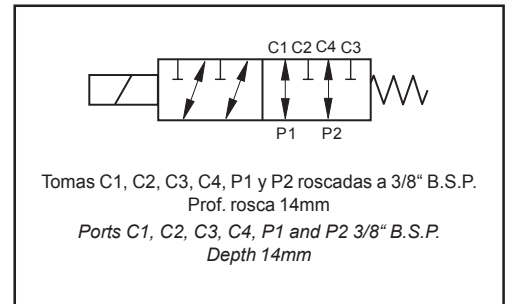 C1 C2 C4 C3
P1 P2
Tomas C1, C2, C3, C4, P1 y P2 roscadas a 3/8“ B.S.P.
Prof. rosca 14mm
Ports C1, C2, C3, C4, P1 and P2 3/8“ B.S.P.
Depth 14mm